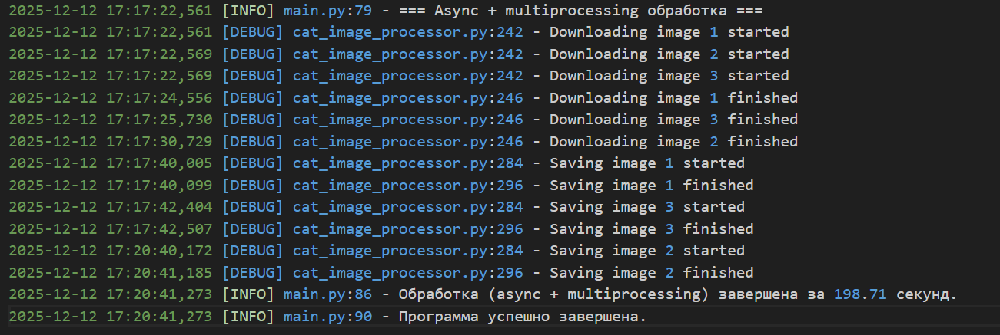 2025-12-12 17:17:22,561 [INFO] main.py:79 - === Async + multiprocessing обработка ===
2025-12-12 17:17:22,561 [DEBUG] cat_image_processor.py:242 - Downloading image 1 started
2025-12-12 17:17:22,569 [DEBUG] cat_image_processor.py:242 - Downloading image 2 started
2025-12-12 17:17:22,569 [DEBUG] cat_image_processor.py:242 - Downloading image 3 started
2025-12-12 17:17:24,556 [DEBUG] cat_image_processor.py:246 - Downloading image 1 finished
2025-12-12 17:17:25,730 [DEBUG] cat_image_processor.py:246 - Downloading image 3 finished
2025-12-12 17:17:30,729 [DEBUG] cat_image_processor.py:246 - Downloading image 2 finished
2025-12-12 17:17:40,005 [DEBUG] cat_image_processor.py:284 - Saving image 1 started
2025-12-12 17:17:40,099 [DEBUG] cat_image_processor.py:296 - Saving image 1 finished
2025-12-12 17:17:42,404 [DEBUG] cat_image_processor.py:284 - Saving image 3 started
2025-12-12 17:17:42,507 [DEBUG] cat_image_processor.py:296 - Saving image 3 finished
2025-12-12 17:20:40,172 [DEBUG] cat_image_processor.py:284 - Saving image 2 started
2025-12-12 17:20:41,185 [DEBUG] cat_image_processor.py:296 - Saving image 2 finished
2025-12-12 17:20:41,273 [INFO] main.py:86 - Обработка (async + multiprocessing) завершена за 198.71 секунд.
2025-12-12 17:20:41,273 [INFO] main.py:90 - Программа успешно завершена.